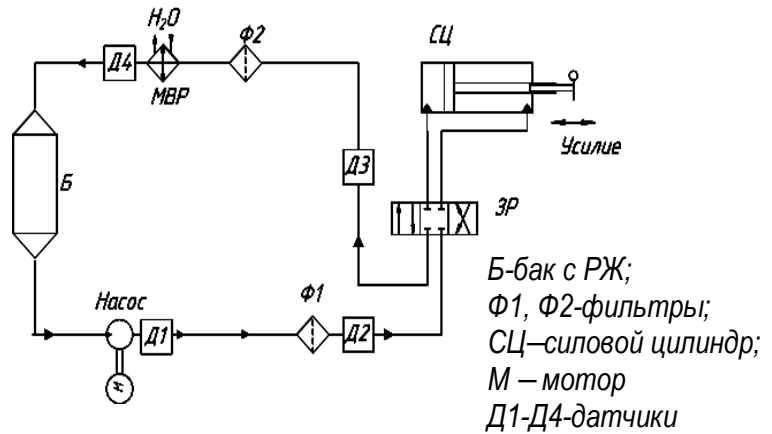 H₂O
Ф2
СЦ
Д4
МВР
Усилие
Д3
Б
ЗР
Насос
Ф1
Д1
Д2
М
Б-бак с РЖ;
Ф1, Ф2-фильтры;
СЦ–силовой цилиндр;
М – мотор
Д1-Д4-датчики